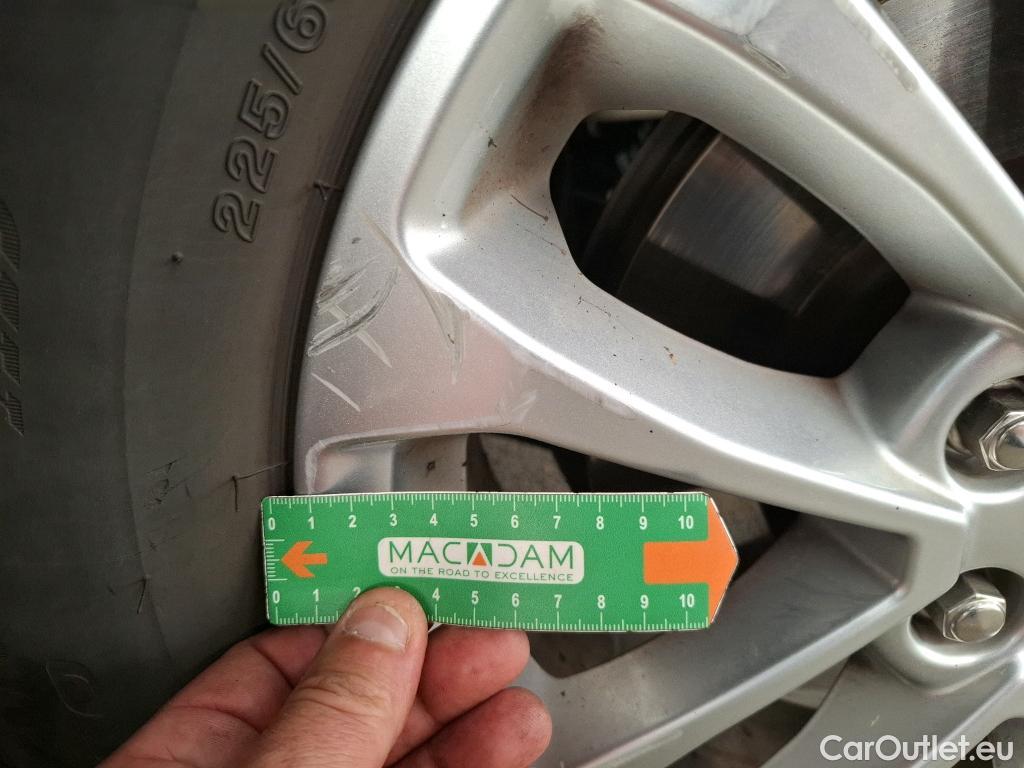 225/6
0 1 2 3 4 5 6 7 8 9 10
MACADAM
ON THE ROAD TO EXCELLENCE
0 1 2 4 5 6 7 8 9 10
CarOutlet.eu